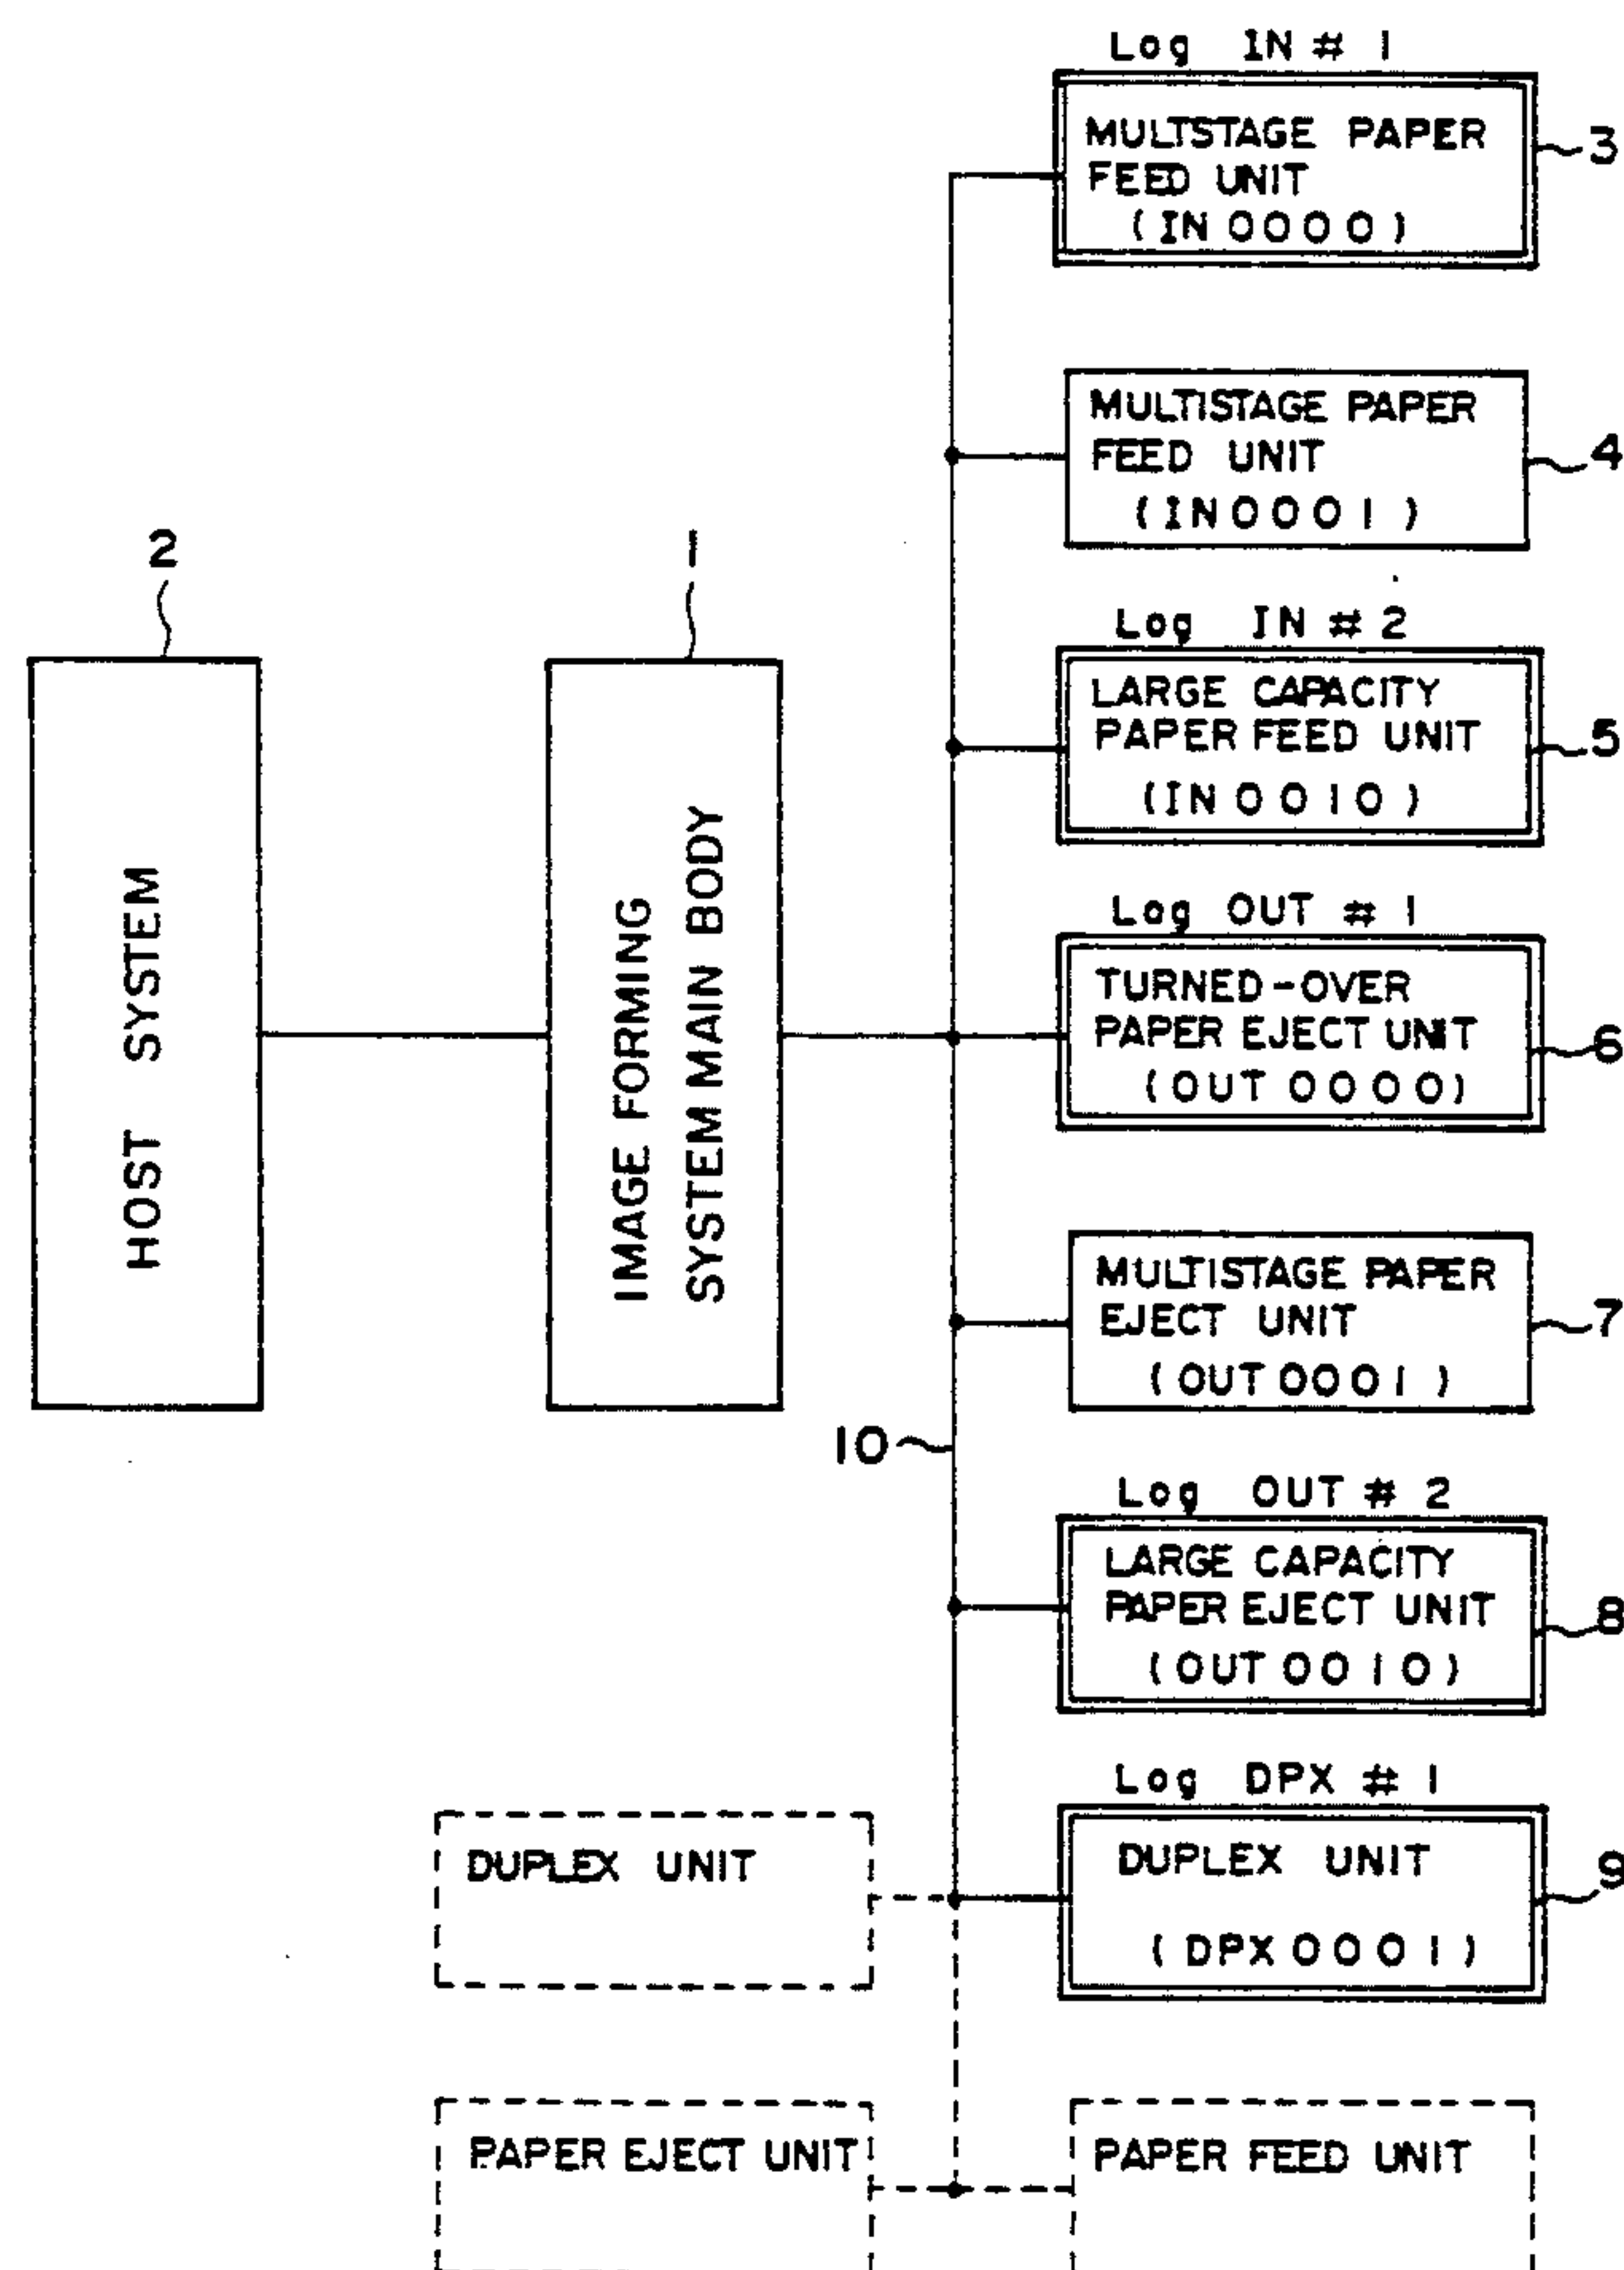 Log IN # 1
MULTSTAGE PAPER
FEED UNIT
(IN 0000)
3
MULTISTAGE PAPER
FEED UNIT
(IN0001)
4
2
1
Log IN # 2
LARGE CAPACITY
PAPER FEED UNIT
(IN 0010)
5
HOST SYSTEM
IMAGE FORMING
SYSTEM MAIN BODY
Log OUT # 1
TURNED-OVER
PAPER EJECT UNIT
(OUT 0000)
6
MULTISTAGE PAPER
EJECT UNIT
(OUT 0001)
7
10
Log OUT # 2
LARGE CAPACITY
PAPER EJECT UNIT
(OUT 0010)
8
Log DPX # 1
DUPLEX UNIT
(DPX 0001)
9
DUPLEX UNIT
PAPER EJECT UNIT
PAPER FEED UNIT